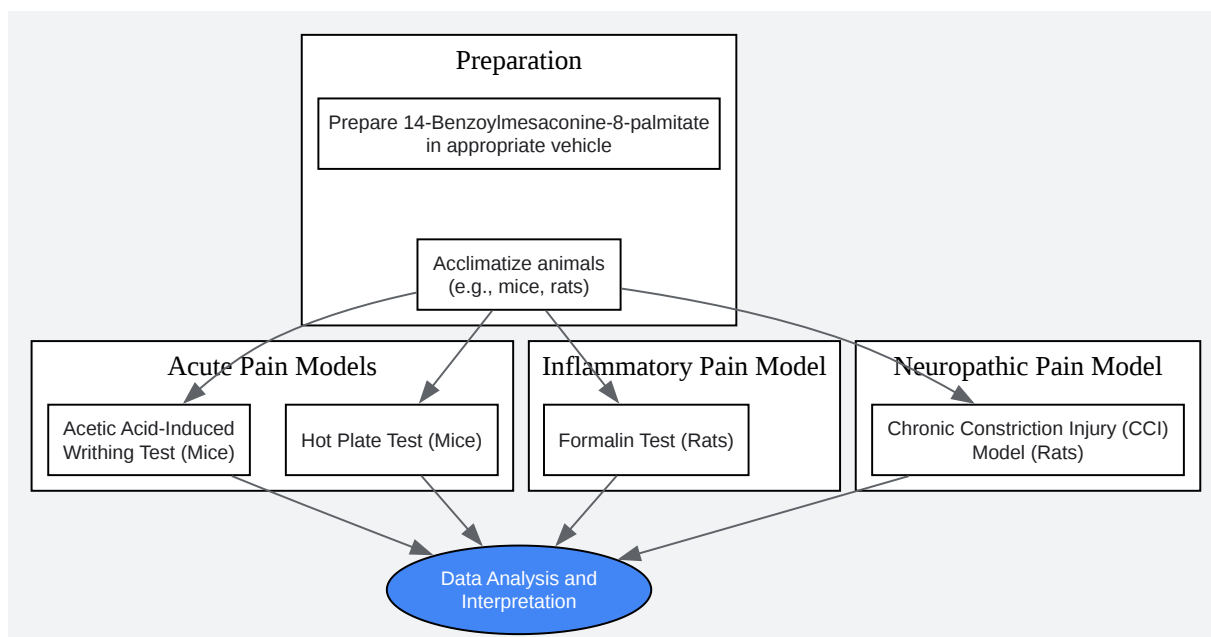 Preparation
Prepare 14-Benzoylmesaconine-8-palmitate
in appropriate vehicle
Acclimatize animals
(e.g., mice, rats)
Acute Pain Models
Acetic Acid-Induced
Writhing Test (Mice)
Hot Plate Test (Mice)
Inflammatory Pain Model
Formalin Test (Rats)
Neuropathic Pain Model
Chronic Constriction Injury (CCI)
Model (Rats)
Data Analysis and
Interpretation